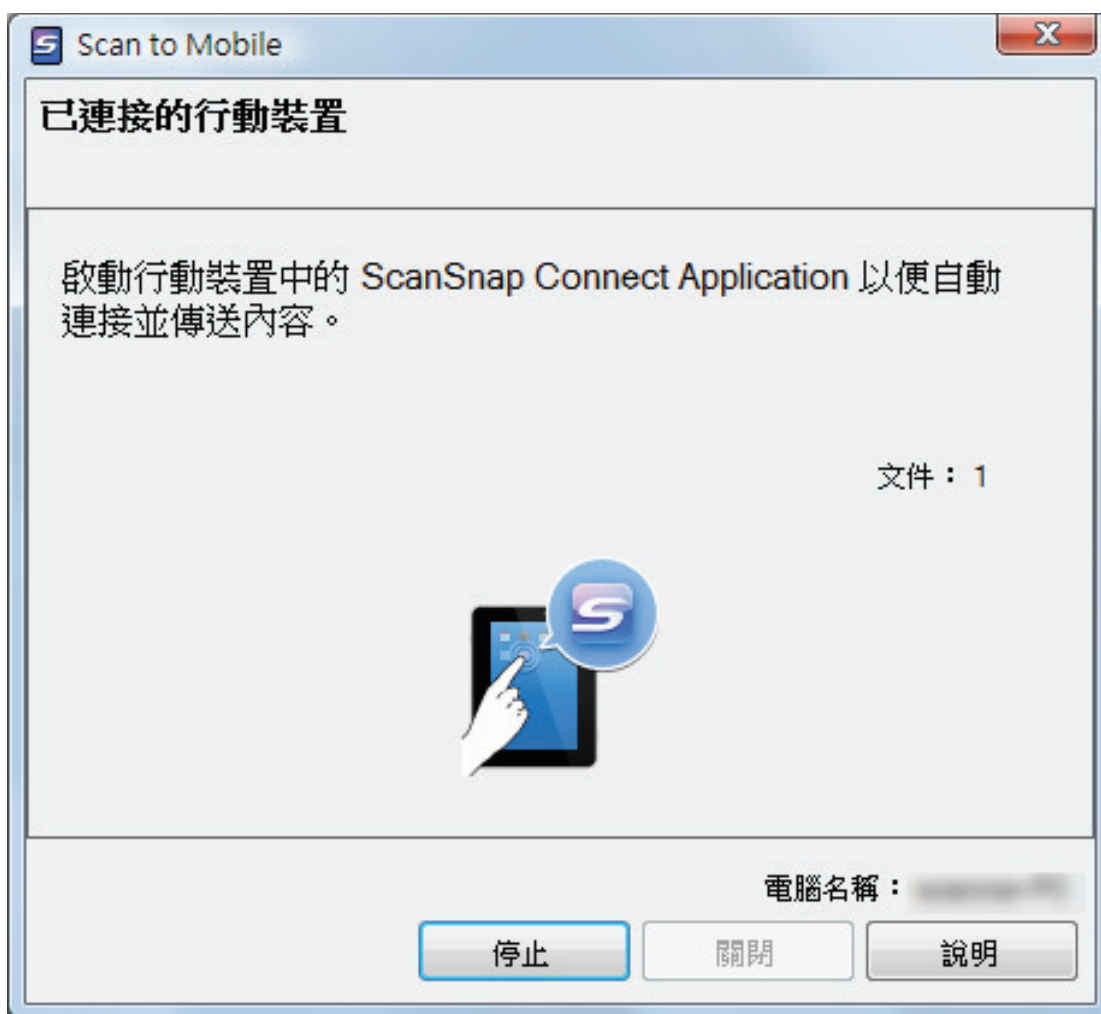 Scan to Mobile
已連接的行動裝置
啟動行動裝置中的 ScanSnap Connect Application 以便自動
連接並傳送內容。
文件： 1
電腦名稱：
停止
關閉
說明